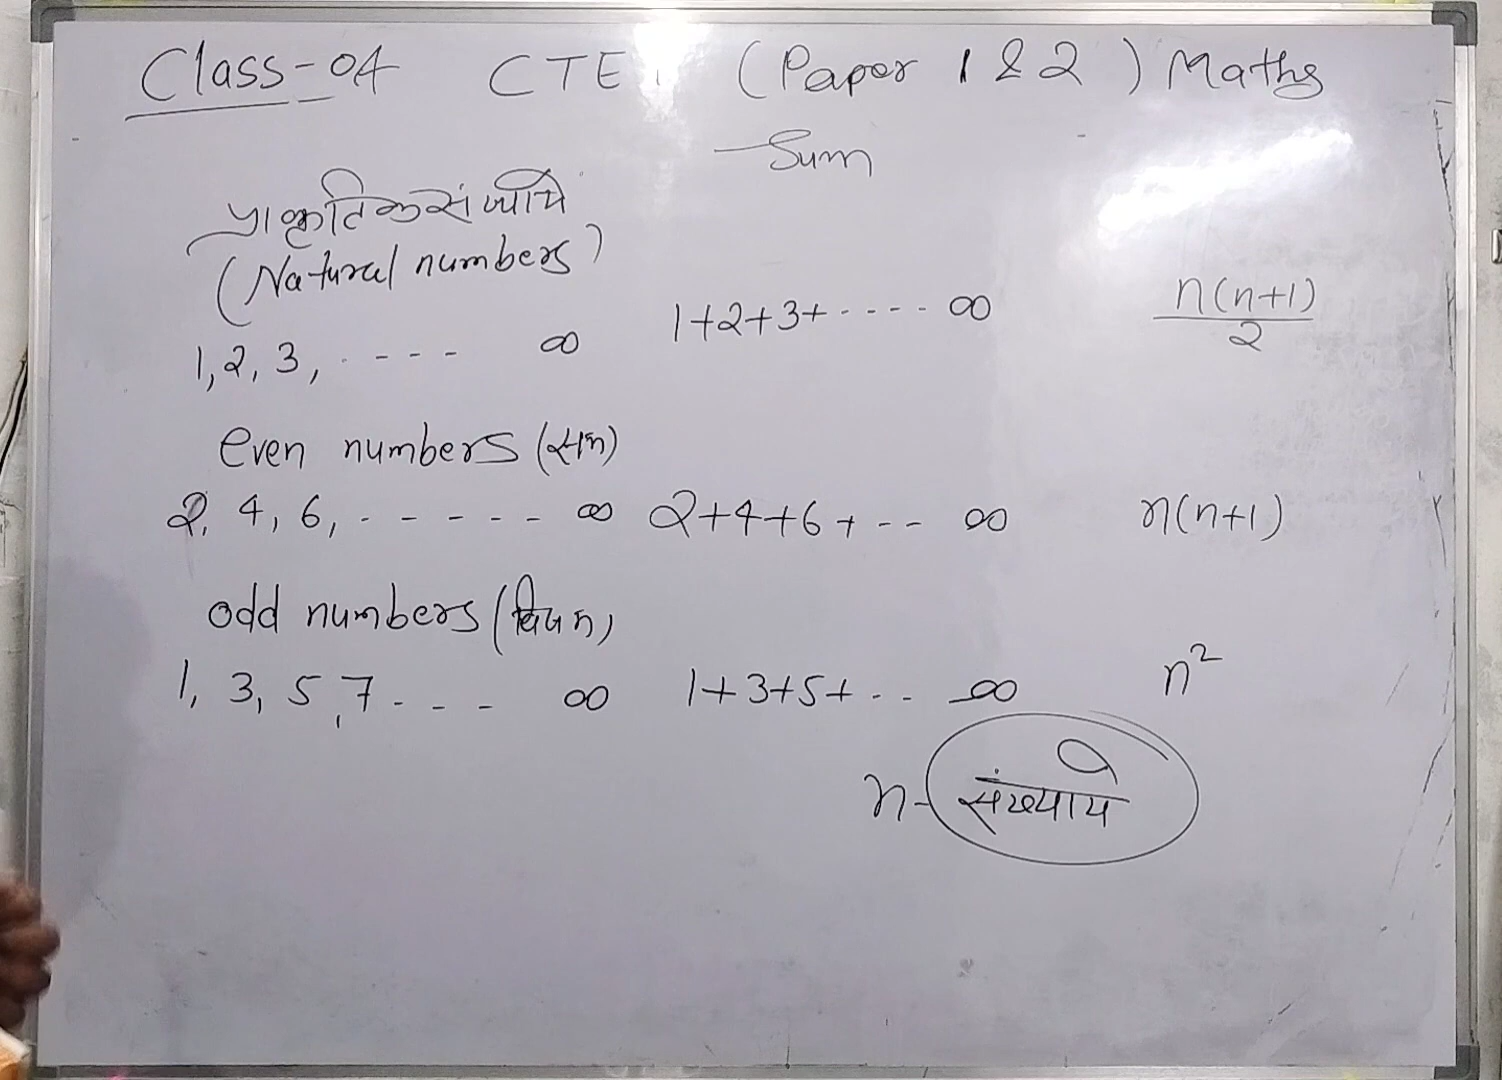 Class-04 CTET (Paper 1 & 2) Maths
Sum
प्राकृतिक संख्यायें
(Natural numbers)
1, 2, 3, ---- ∞ 1+2+3+ ---- ∞ n(n+1)/2
even numbers (सम)
2, 4, 6, ------ ∞ 2+4+6+-- ∞ n(n+1)
odd numbers (विषम)
1, 3, 5, 7 --- ∞ 1+3+5+-- ∞ n²
n- संख्याये